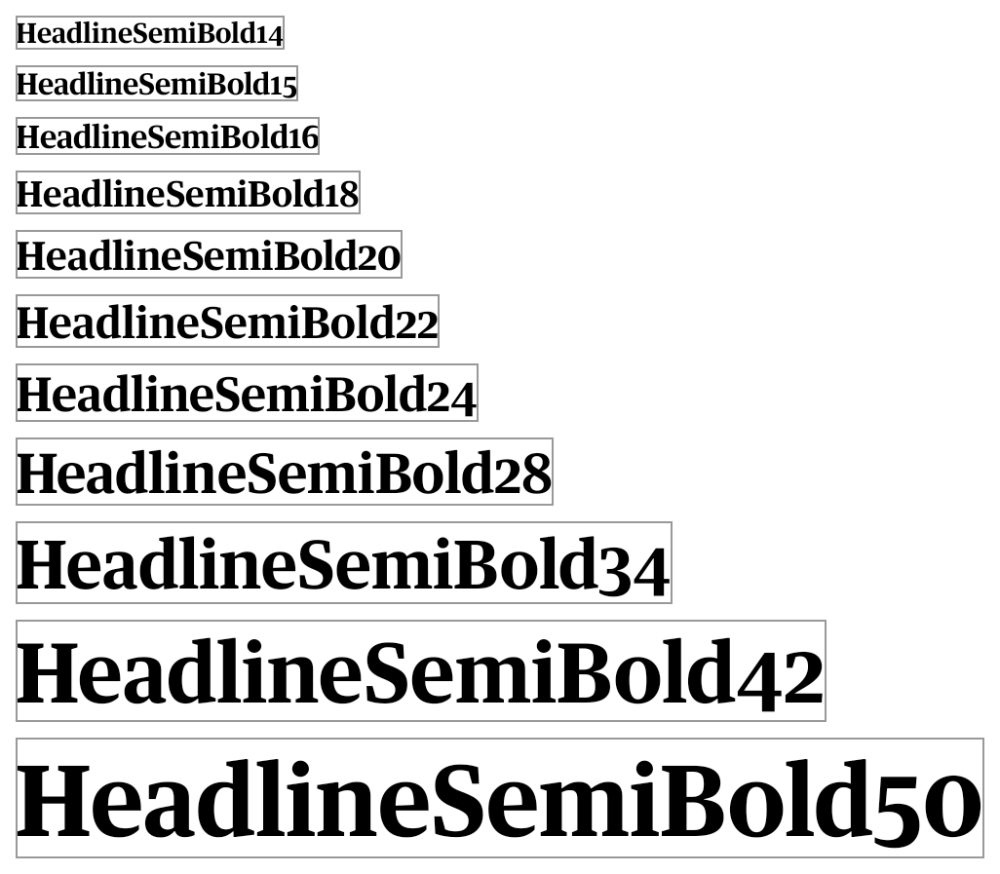 HeadlineSemiBold14
HeadlineSemiBold15
HeadlineSemiBold16
HeadlineSemiBold18
HeadlineSemiBold20
HeadlineSemiBold22
HeadlineSemiBold24
HeadlineSemiBold28
HeadlineSemiBold34
HeadlineSemiBold42
HeadlineSemiBold50